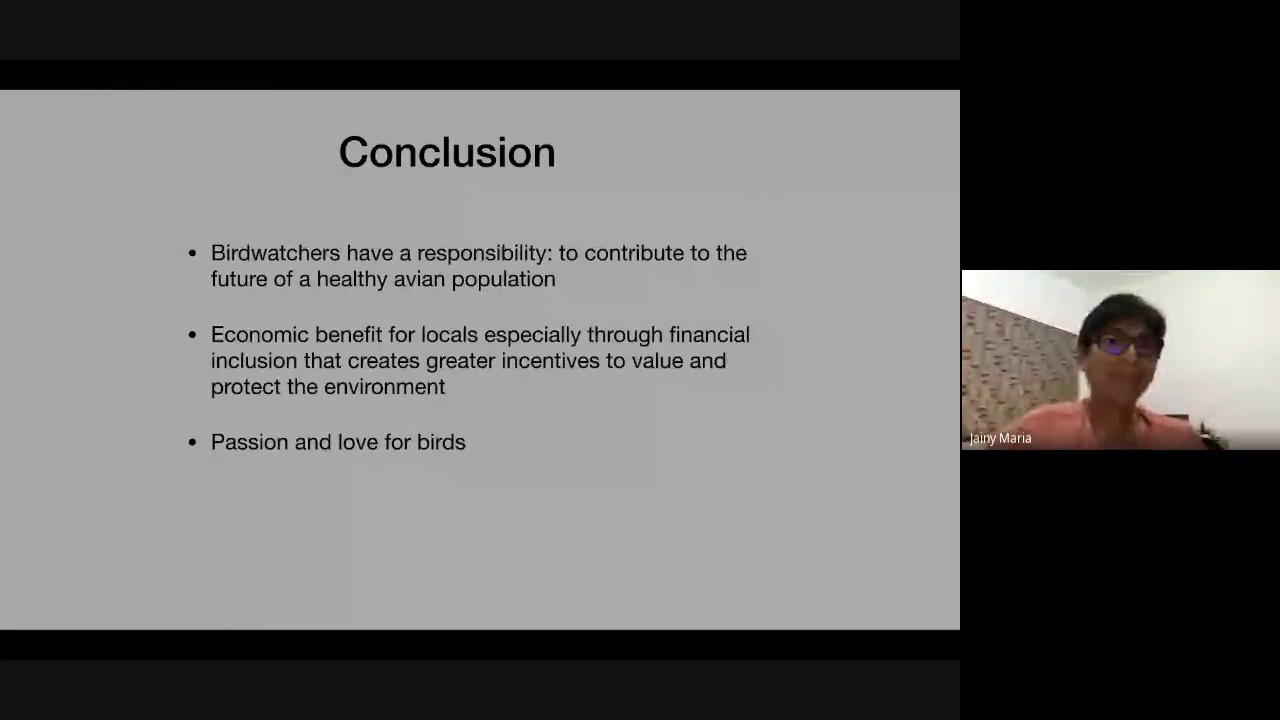 Conclusion
• Birdwatchers have a responsibility: to contribute to the
future of a healthy avian population
• Economic benefit for locals especially through financial
inclusion that creates greater incentives to value and
protect the environment
• Passion and love for birds
Jainy Maria